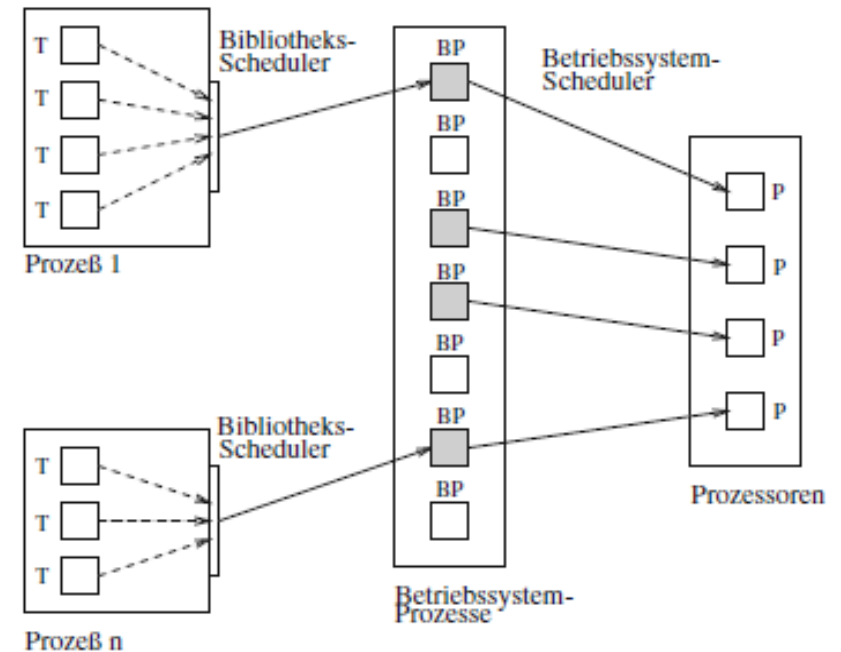 T
T
T
T
Bibliotheks-
Scheduler
Prozeß 1
T
T
T
Bibliotheks-
Scheduler
Prozeß n
BP
BP
BP
BP
BP
BP
BP
Betriebssystem-
Prozesse
Betriebssystem-
Scheduler
P
P
P
P
Prozessoren